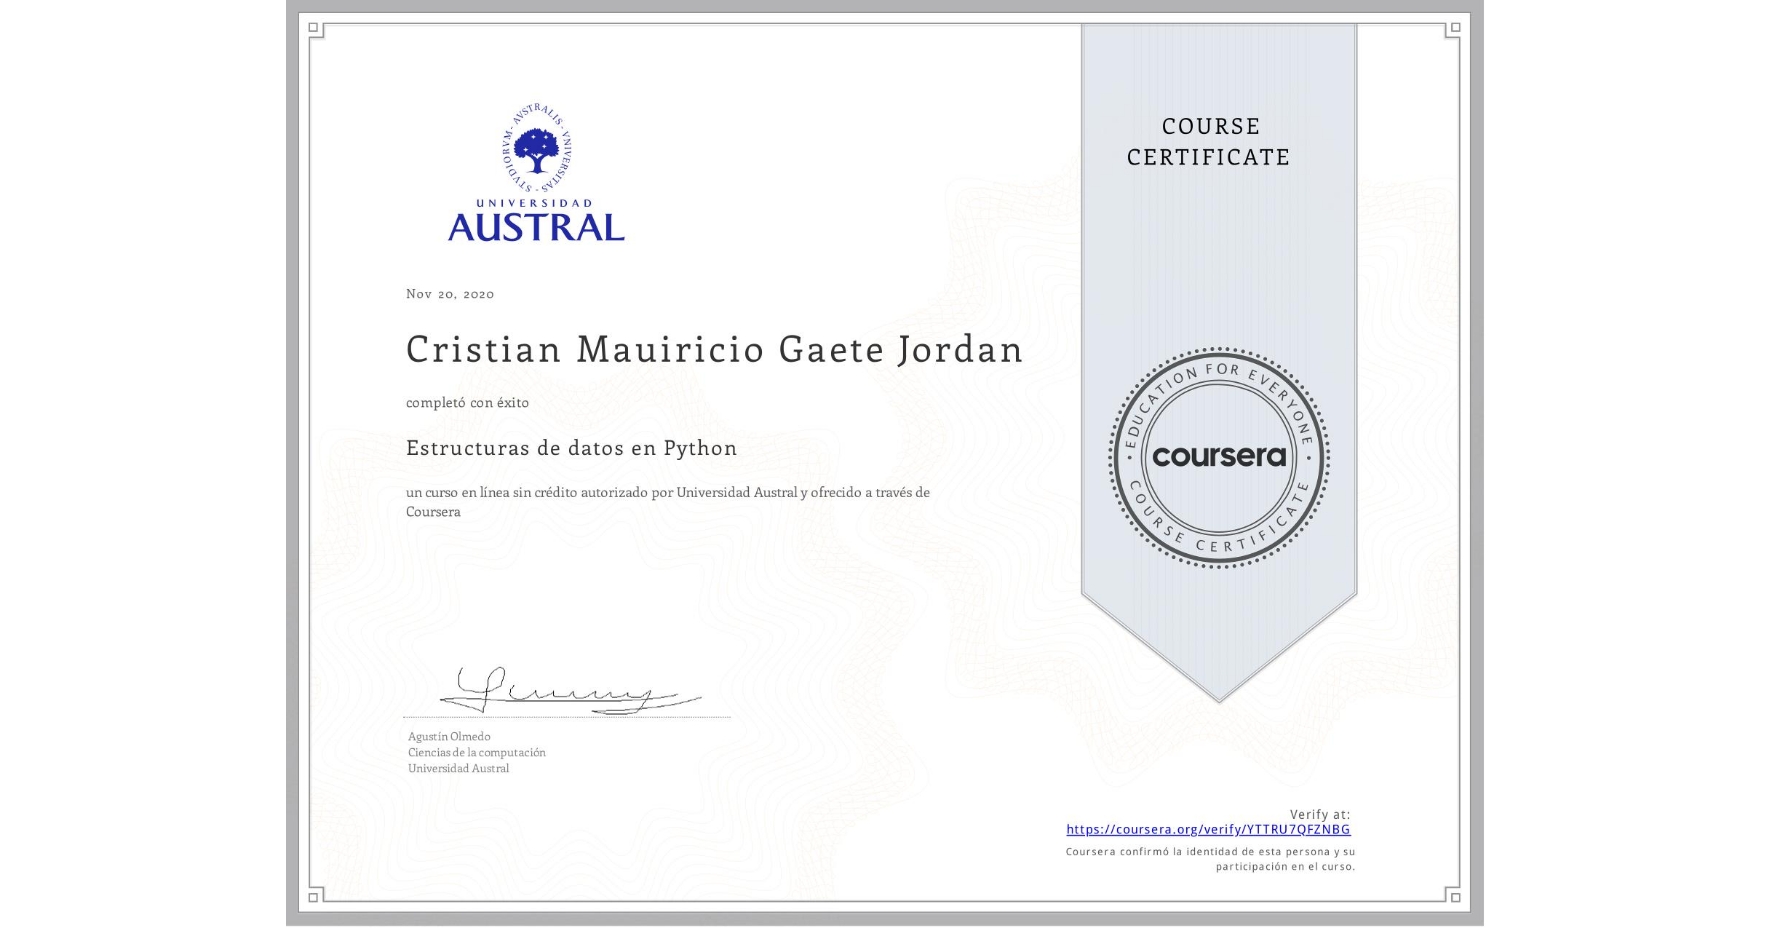 AVSTRALIS · VNIVERSITAS · STVDIORVM ·
UNIVERSIDAD
AUSTRAL
COURSE
CERTIFICATE
Nov 20, 2020
Cristian Mauiricio Gaete Jordan
completó con éxito
Estructuras de datos en Python
un curso en línea sin crédito autorizado por Universidad Austral y ofrecido a través de
Coursera
EDUCATION FOR EVERYONE
coursera
COURSE CERTIFICATE
Agustín Olmedo
Ciencias de la computación
Universidad Austral
Verify at:
https://coursera.org/verify/YTTRU7QFZNBG
Coursera confirmó la identidad de esta persona y su
participación en el curso.